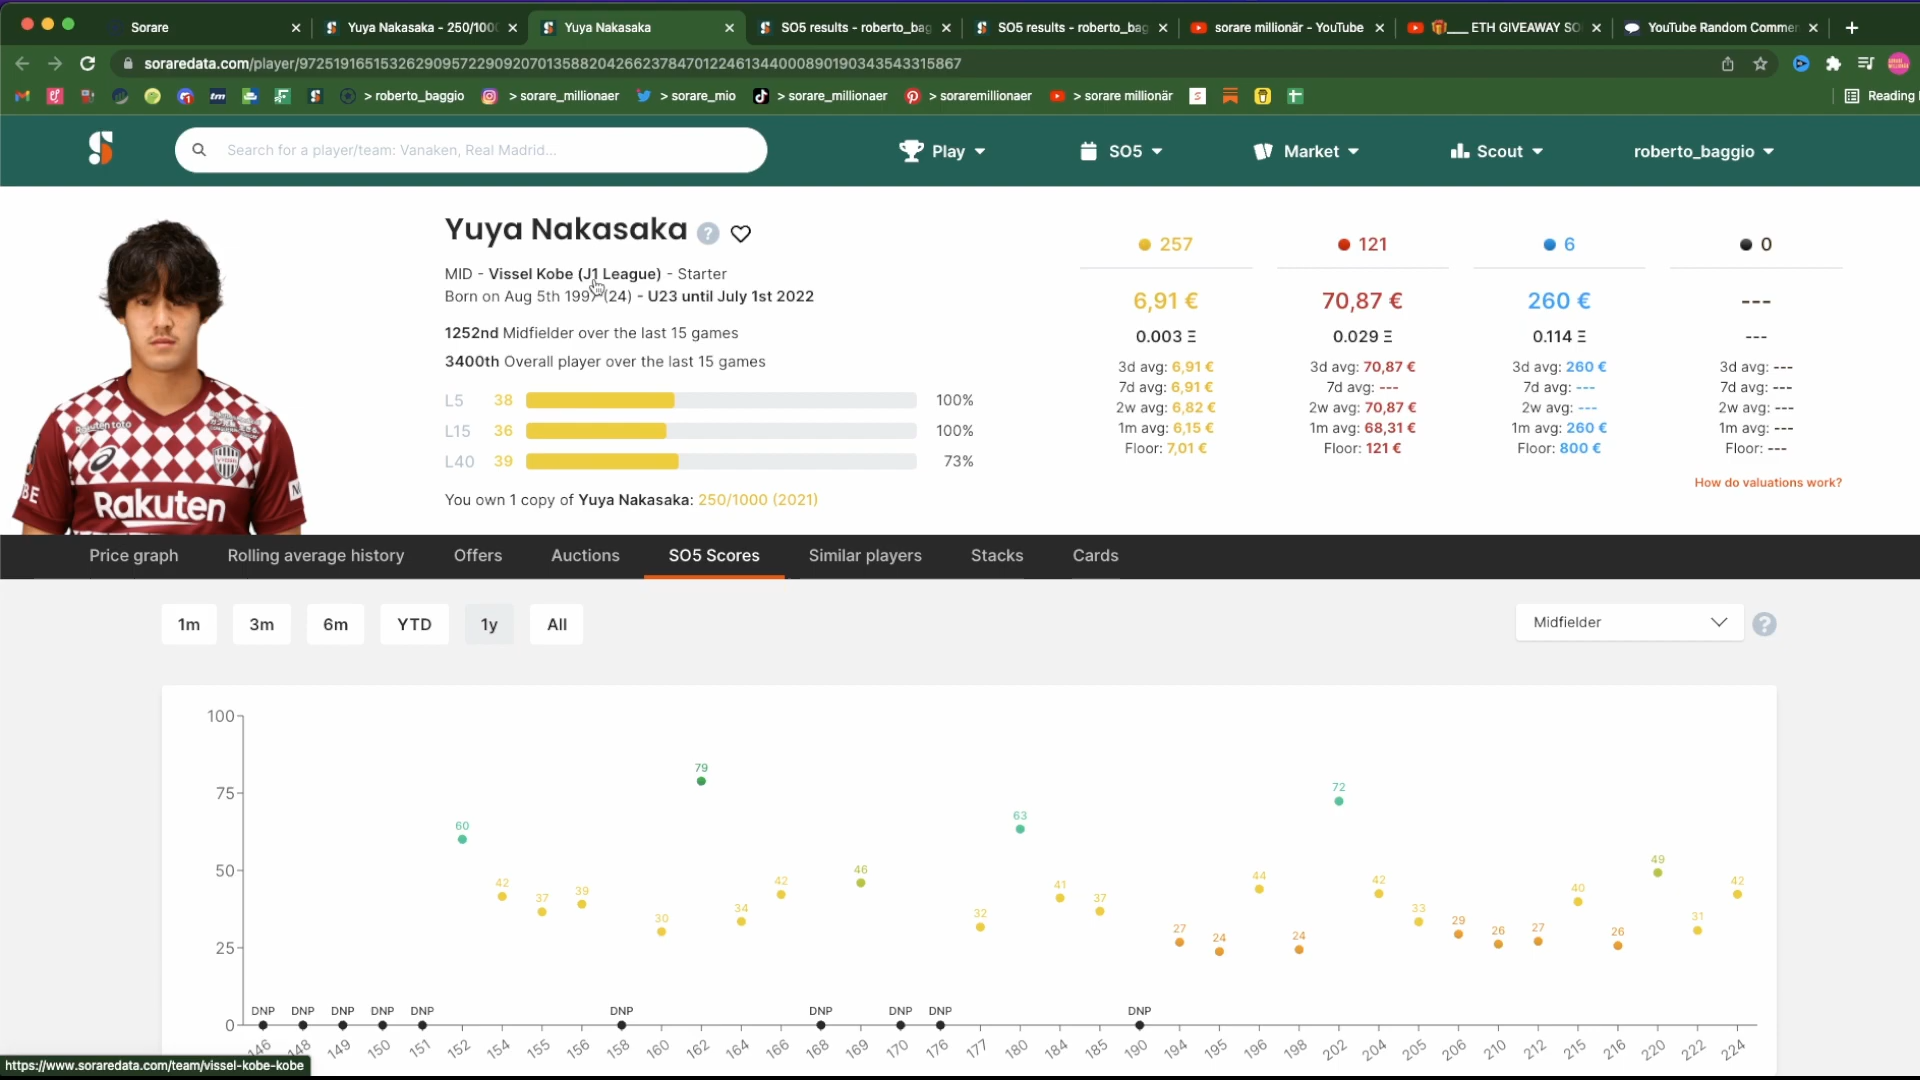 Sorare
Yuya Nakasaka - 250/1000
Yuya Nakasaka
SO5 results - roberto_bag
SO5 results - roberto_bag
sorare millionär - YouTube
ETH GIVEAWAY SO
YouTube Random Commen
soraredata.com/player/97251916515326290957229092070135882042662378470122461344000890190343543315867
> roberto_baggio
> sorare_millionaer
> sorare_mio
> sorare_millionaer
> soraremillionaer
> sorare millionär
Reading
Search for a player/team: Vanaken, Real Madrid...
Play
SO5
Market
Scout
roberto_baggio
Yuya Nakasaka ?
MID - Vissel Kobe (J1 League) - Starter
Born on Aug 5th 1997 (24) - U23 until July 1st 2022
1252nd Midfielder over the last 15 games
3400th Overall player over the last 15 games
L5 38 100%
L15 36 100%
L40 39 73%
You own 1 copy of Yuya Nakasaka: 250/1000 (2021)
257 121 6 0
6,91 € 70,87 € 260 € ---
0.003 Ξ 0.029 Ξ 0.114 Ξ ---
3d avg: 6,91 € 3d avg: 70,87 € 3d avg: 260 € 3d avg: ---
7d avg: 6,91 € 7d avg: --- 7d avg: --- 7d avg: ---
2w avg: 6,82 € 2w avg: 70,87 € 2w avg: --- 2w avg: ---
1m avg: 6,15 € 1m avg: 68,31 € 1m avg: 260 € 1m avg: ---
Floor: 7,01 € Floor: 121 € Floor: 800 € Floor: ---
How do valuations work?
Rakuten toto
Rakuten
Price graph
Rolling average history
Offers
Auctions
SO5 Scores
Similar players
Stacks
Cards
1m 3m 6m YTD 1y All
Midfielder
?
100
75
50
25
0
DNP DNP DNP DNP DNP 60 42 37 39 DNP 30 79 34 42 DNP 46 DNP DNP 32 63 41 37 DNP 27 24 44 24 72 42 33 29 26 27 40 26 49 31 42
148 149 150 151 152 154 155 156 158 160 162 164 166 168 169 170 176 177 180 184 185 190 194 195 196 198 202 204 205 206 210 212 215 216 220 222 224
https://www.soraredata.com/team/vissel-kobe-kobe